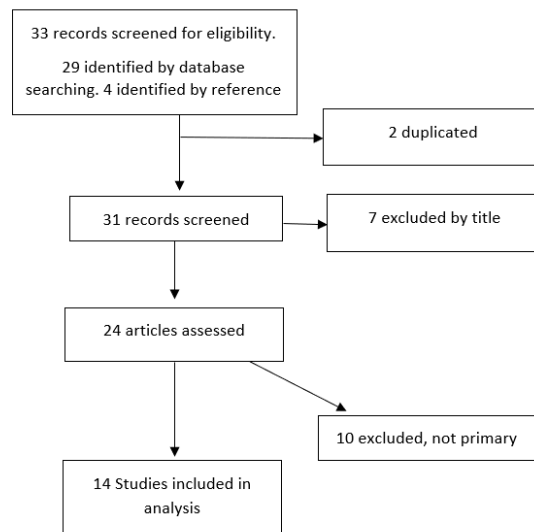 33 records screened for eligibility.
29 identified by database
searching. 4 identified by reference
2 duplicated
31 records screened
7 excluded by title
24 articles assessed
10 excluded, not primary
14 Studies included in
analysis